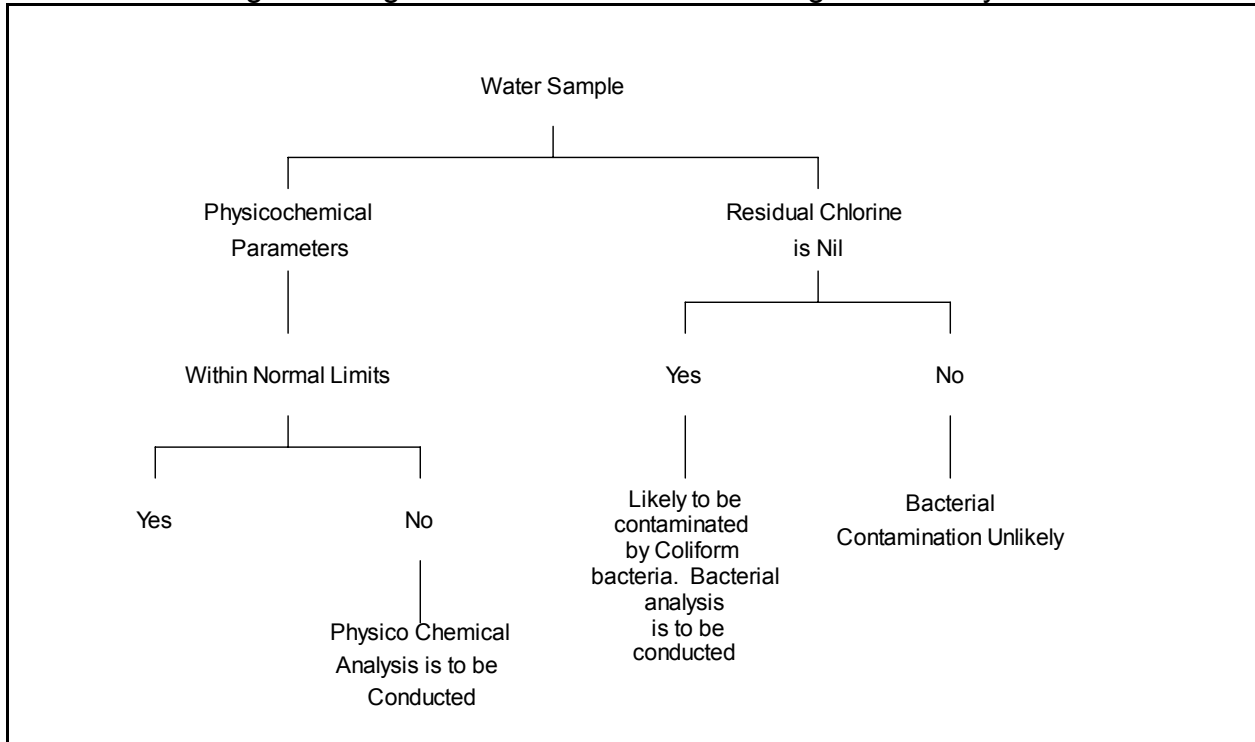 Water Sample
Physicochemical
Parameters
Residual Chlorine
is Nil
Within Normal Limits
Yes
No
Yes
No
Physico Chemical
Analysis is to be
Conducted
Likely to be
contaminated
by Coliform
bacteria. Bacterial
analysis
is to be
conducted
Bacterial
Contamination Unlikely